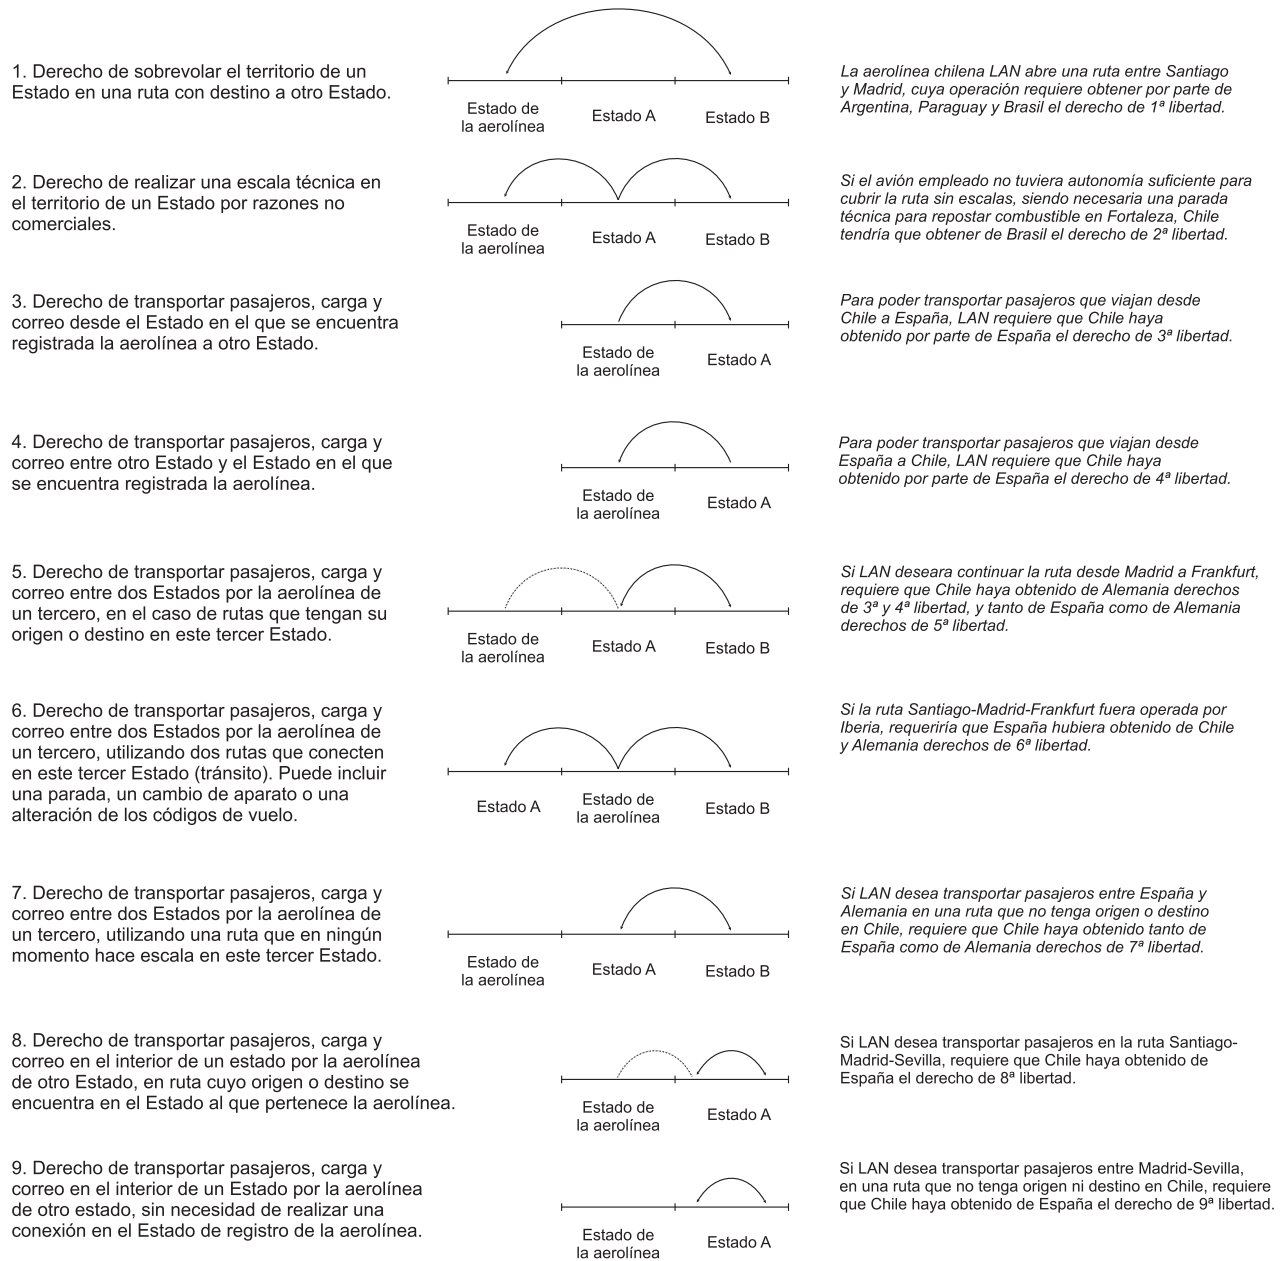 1. Derecho de sobrevolar el territorio de un
Estado en una ruta con destino a otro Estado.
Estado de
la aerolínea
Estado A
Estado B
La aerolínea chilena LAN abre una ruta entre Santiago
y Madrid, cuya operación requiere obtener por parte de
Argentina, Paraguay y Brasil el derecho de 1ª libertad.
2. Derecho de realizar una escala técnica en
el territorio de un Estado por razones no
comerciales.
Estado de
la aerolínea
Estado A
Estado B
Si el avión empleado no tuviera autonomía suficiente para
cubrir la ruta sin escalas, siendo necesaria una parada
técnica para repostar combustible en Fortaleza, Chile
tendría que obtener de Brasil el derecho de 2ª libertad.
3. Derecho de transportar pasajeros, carga y
correo desde el Estado en el que se encuentra
registrada la aerolínea a otro Estado.
Estado de
la aerolínea
Estado A
Para poder transportar pasajeros que viajan desde
Chile a España, LAN requiere que Chile haya
obtenido por parte de España el derecho de 3ª libertad.
4. Derecho de transportar pasajeros, carga y
correo entre otro Estado y el Estado en el que
se encuentra registrada la aerolínea.
Estado de
la aerolínea
Estado A
Para poder transportar pasajeros que viajan desde
España a Chile, LAN requiere que Chile haya
obtenido por parte de España el derecho de 4ª libertad.
5. Derecho de transportar pasajeros, carga y
correo entre dos Estados por la aerolínea de
un tercero, en el caso de rutas que tengan su
origen o destino en este tercer Estado.
Estado de
la aerolínea
Estado A
Estado B
Si LAN deseara continuar la ruta desde Madrid a Frankfurt,
requiere que Chile haya obtenido de Alemania derechos
de 3ª y 4ª libertad, y tanto de España como de Alemania
derechos de 5ª libertad.
6. Derecho de transportar pasajeros, carga y
correo entre dos Estados por la aerolínea de
un tercero, utilizando dos rutas que conecten
en este tercer Estado (tránsito). Puede incluir
una parada, un cambio de aparato o una
alteración de los códigos de vuelo.
Estado A
Estado de
la aerolínea
Estado B
Si la ruta Santiago-Madrid-Frankfurt fuera operada por
Iberia, requeriría que España hubiera obtenido de Chile
y Alemania derechos de 6ª libertad.
7. Derecho de transportar pasajeros, carga y
correo entre dos Estados por la aerolínea de
un tercero, utilizando una ruta que en ningún
momento hace escala en este tercer Estado.
Estado de
la aerolínea
Estado A
Estado B
Si LAN desea transportar pasajeros entre España y
Alemania en una ruta que no tenga origen o destino
en Chile, requiere que Chile haya obtenido tanto de
España como de Alemania derechos de 7ª libertad.
8. Derecho de transportar pasajeros, carga y
correo en el interior de un estado por la aerolínea
de otro Estado, en ruta cuyo origen o destino se
encuentra en el Estado al que pertenece la aerolínea.
Estado de
la aerolínea
Estado A
Si LAN desea transportar pasajeros en la ruta Santiago-
Madrid-Sevilla, requiere que Chile haya obtenido de
España el derecho de 8ª libertad.
9. Derecho de transportar pasajeros, carga y
correo en el interior de un Estado por la aerolínea
de otro estado, sin necesidad de realizar una
conexión en el Estado de registro de la aerolínea.
Estado de
la aerolínea
Estado A
Si LAN desea transportar pasajeros entre Madrid-Sevilla,
en una ruta que no tenga origen ni destino en Chile, requiere
que Chile haya obtenido de España el derecho de 9ª libertad.